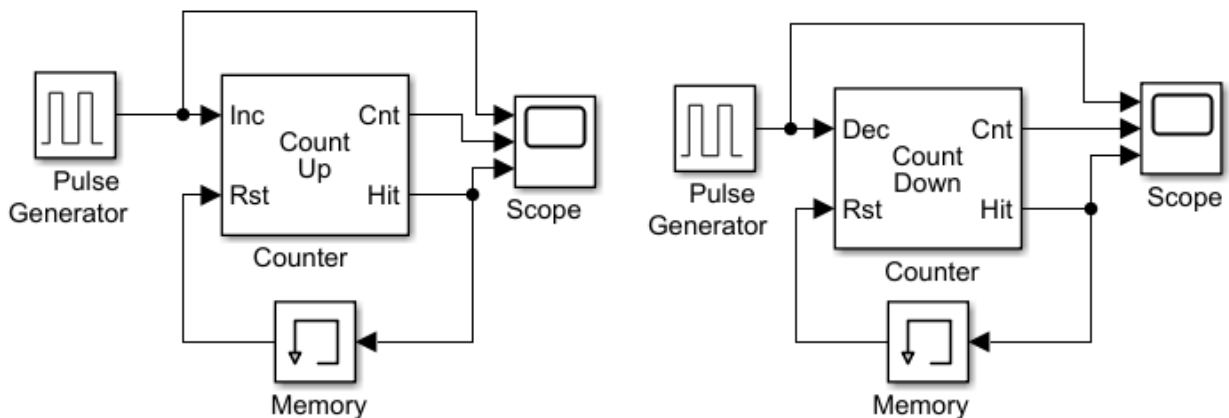 Inc
Cnt
Count
Up
Rst
Hit
Pulse
Generator
Counter
Scope
Memory
Dec
Cnt
Count
Down
Rst
Hit
Pulse
Generator
Counter
Scope
Memory